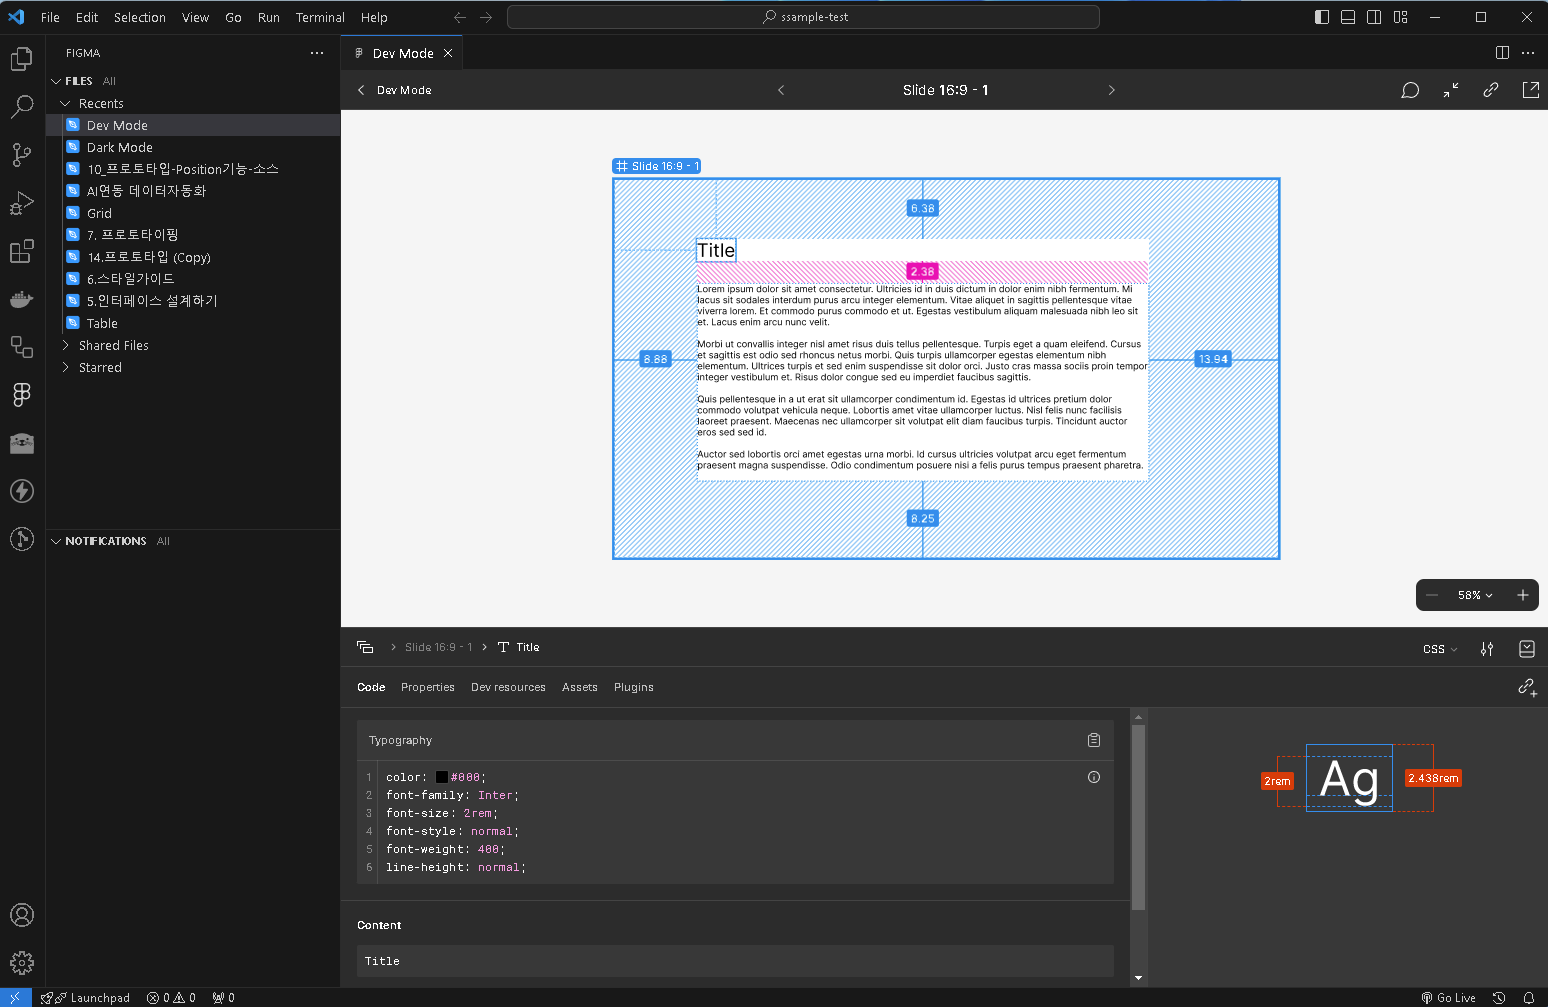 File Edit Selection View Go Run Terminal Help
ssample-test
FIGMA
FILES All
Recents
Dev Mode
Dark Mode
10_프로토타입-Position기능-소스
AI연동 데이터자동화
Grid
7. 프로토타이핑
14.프로토타입 (Copy)
6.스타일가이드
5.인터페이스 설계하기
Table
Shared Files
Starred
NOTIFICATIONS All
Dev Mode
Dev Mode
Slide 16:9 - 1
Slide 16:9 - 1
6.38
Title
2.38
Lorem ipsum dolor sit amet consectetur. Ultricies id in duis dictum in dolor enim nibh fermentum. Mi
lacus sit sodales interdum purus arcu integer elementum. Vitae aliquet in sagittis pellentesque vitae
viverra lorem. Et commodo purus commodo et ut. Egestas vestibulum aliquam malesuada nibh leo sit
et. Lacus enim arcu nunc velit.
Morbi ut convallis integer nisl amet risus duis tellus pellentesque. Turpis eget a quam eleifend. Cursus
et sagittis est odio sed rhoncus netus morbi. Quis turpis ullamcorper egestas elementum nibh
elementum. Ultrices turpis et sed enim suspendisse sit dolor orci. Justo cras massa sociis proin tempor
integer vestibulum et. Risus dolor congue sed eu imperdiet faucibus sagittis.
8.88
13.94
Quis pellentesque in a ut erat sit ullamcorper condimentum id. Egestas id ultrices pretium dolor
commodo volutpat vehicula neque. Lobortis amet vitae ullamcorper luctus. Nisl felis nunc facilisis
laoreet praesent. Maecenas nec ullamcorper sit volutpat elit diam faucibus turpis. Tincidunt auctor
eros sed sed id.
Auctor sed lobortis orci amet egestas urna morbi. Id cursus ultricies volutpat arcu eget fermentum
praesent magna suspendisse. Odio condimentum posuere nisi a felis purus tempus praesent pharetra.
8.25
58%
Slide 16:9 - 1 Title
CSS
Code Properties Dev resources Assets Plugins
Typography
1 color: #000;
2 font-family: Inter;
3 font-size: 2rem;
4 font-style: normal;
5 font-weight: 400;
6 line-height: normal;
Content
Title
2rem
Ag
2.438rem
Launchpad 0 0 0
Go Live